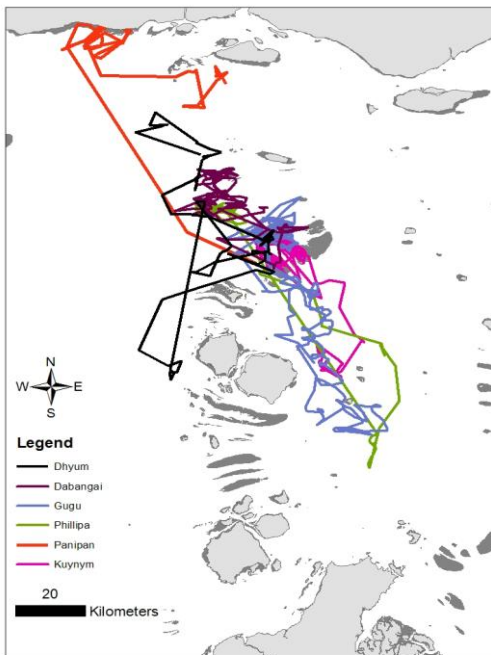 N
W E
S
Legend
Dhyum
Dabangai
Gugu
Phillipa
Panipan
Kuynym
20
Kilometers